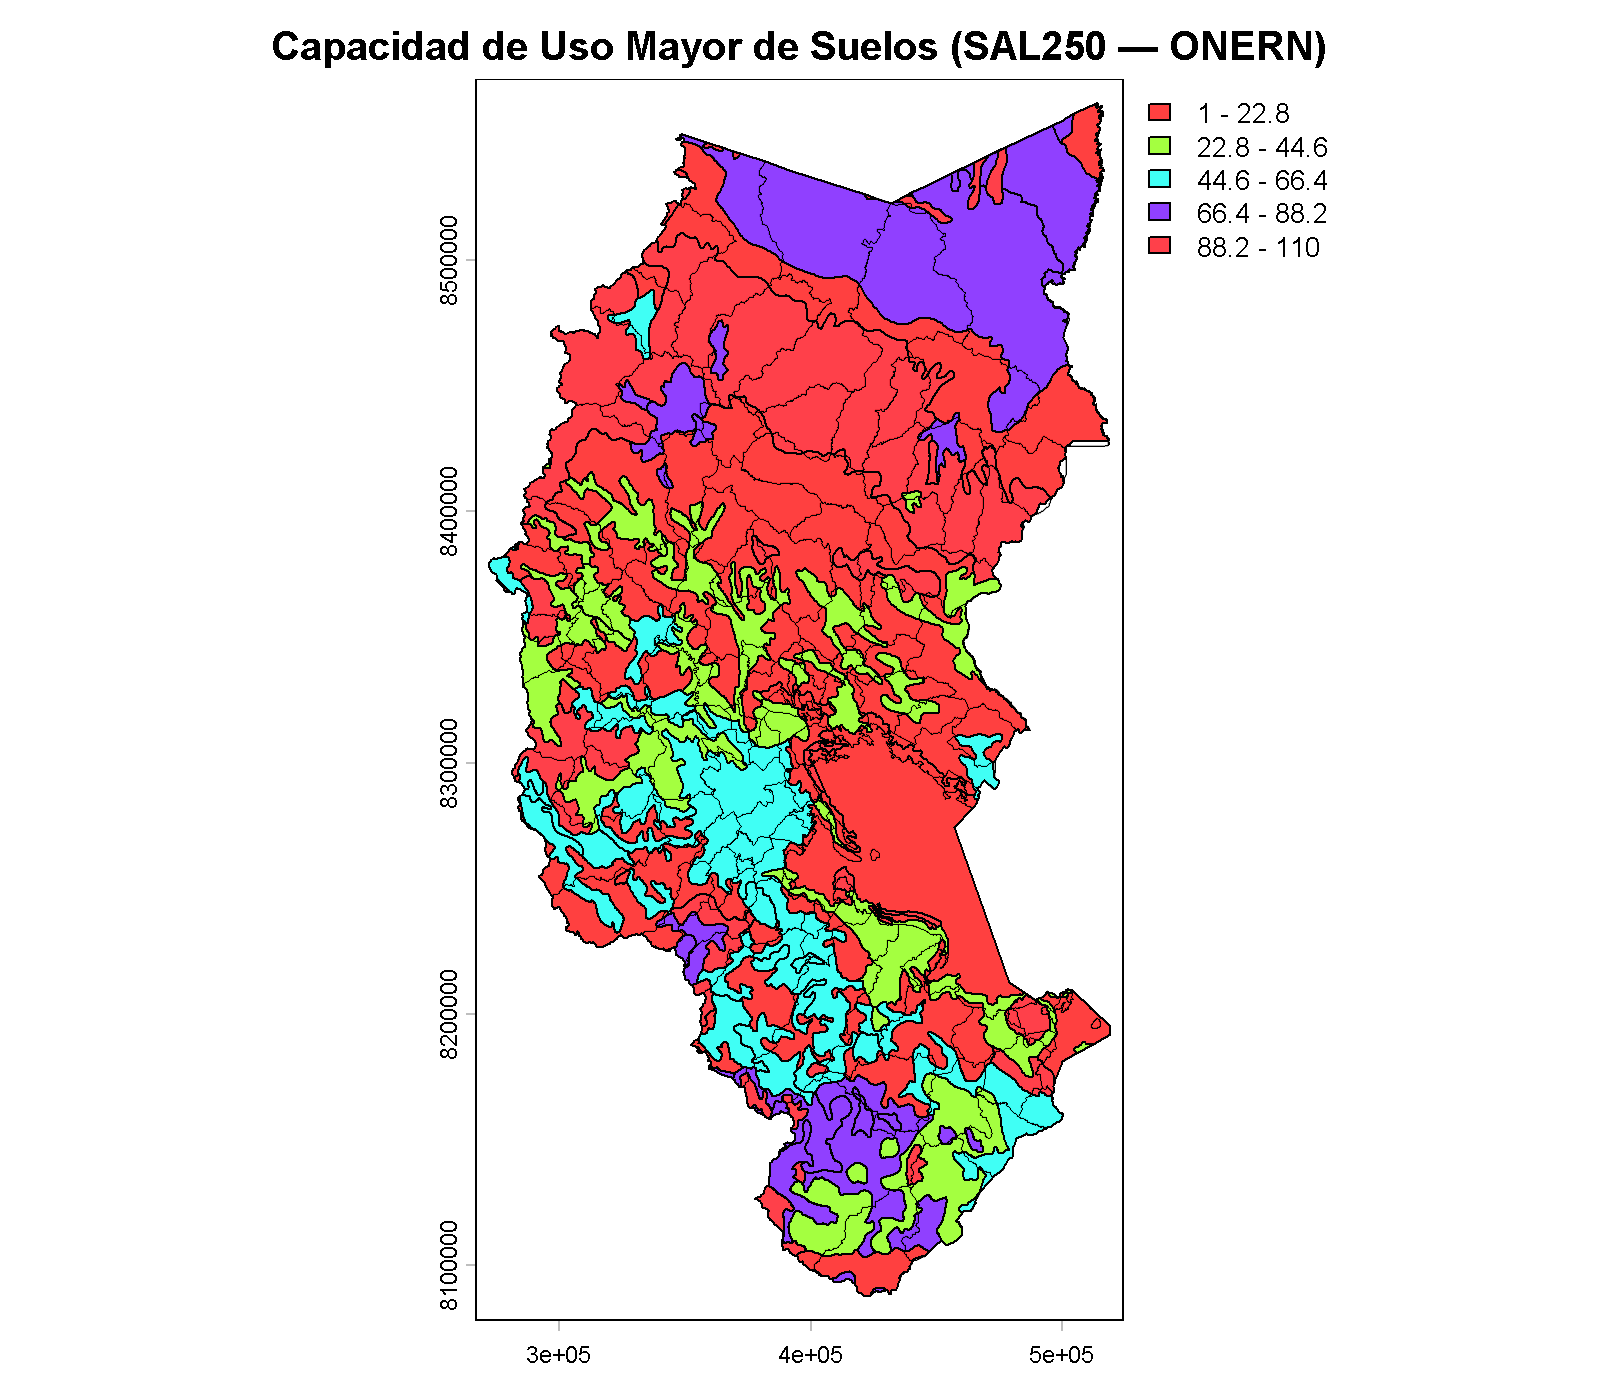 Capacidad de Uso Mayor de Suelos (SAL250 — ONERN)
1 - 22.8
22.8 - 44.6
44.6 - 66.4
66.4 - 88.2
88.2 - 110
8500000
8400000
8300000
8200000
8100000
3e+05
4e+05
5e+05